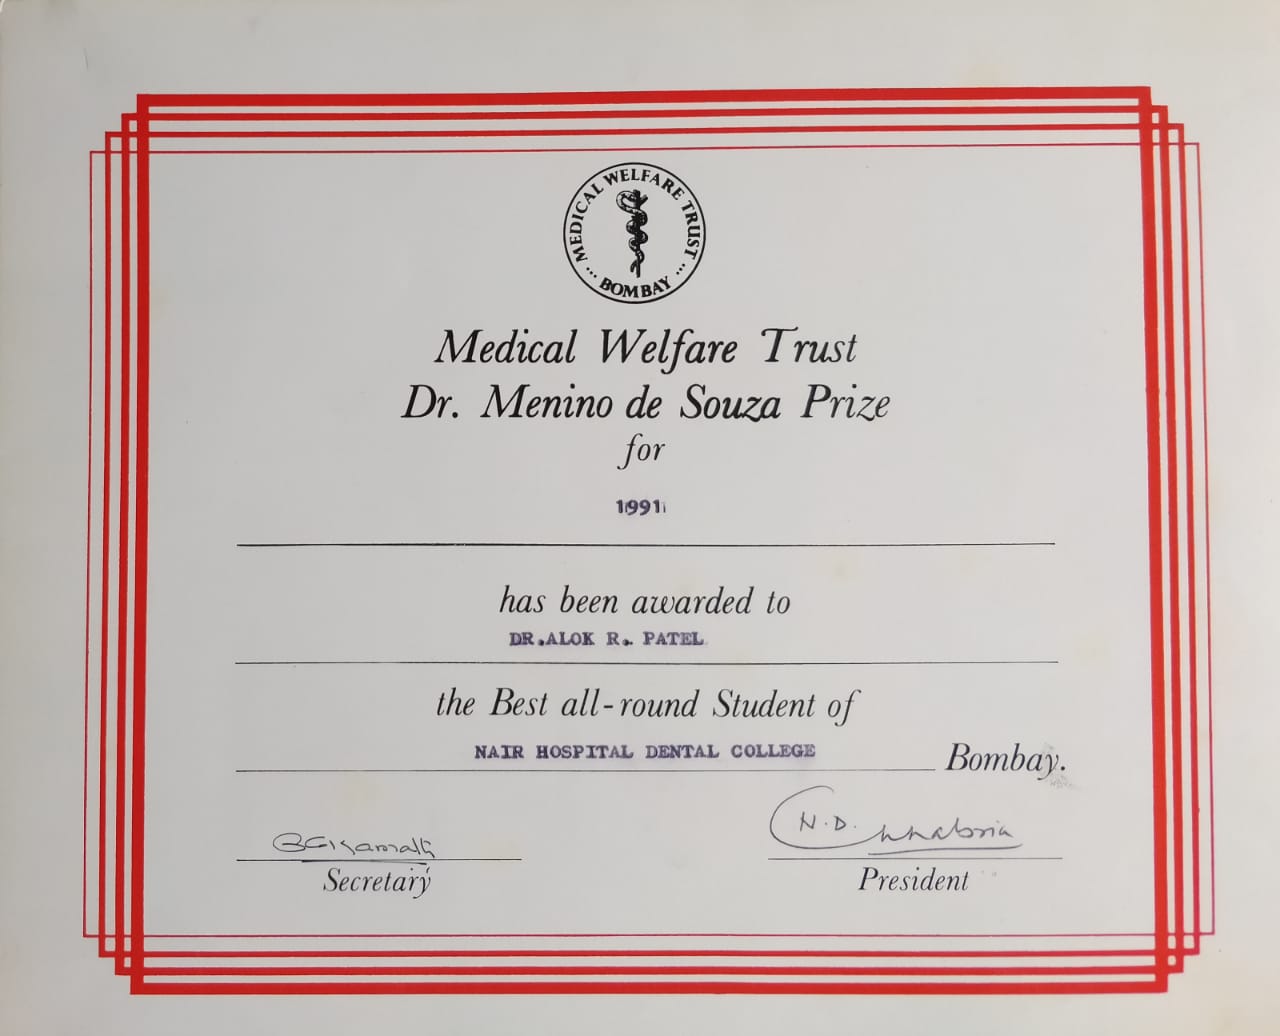 MEDICAL WELFARE TRUST ... BOMBAY ...
Medical Welfare Trust
Dr. Menino de Souza Prize
for
1991
has been awarded to
DR.ALOK R. PATEL
the Best all-round Student of
NAIR HOSPITAL DENTAL COLLEGE Bombay.
N.D. Chhabria
Secretary President